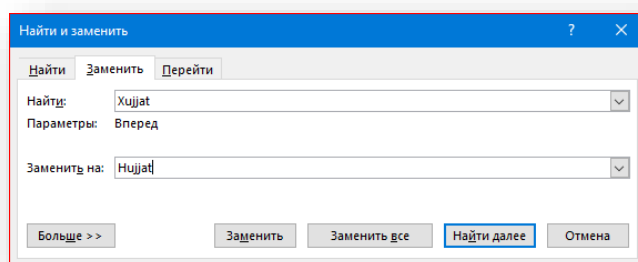 Найти и заменить
Найти Заменить Перейти
Найти: Xujjat
Параметры: Вперед
Заменить на: Hujjat
Больше >> Заменить Заменить все Найти далее Отмена